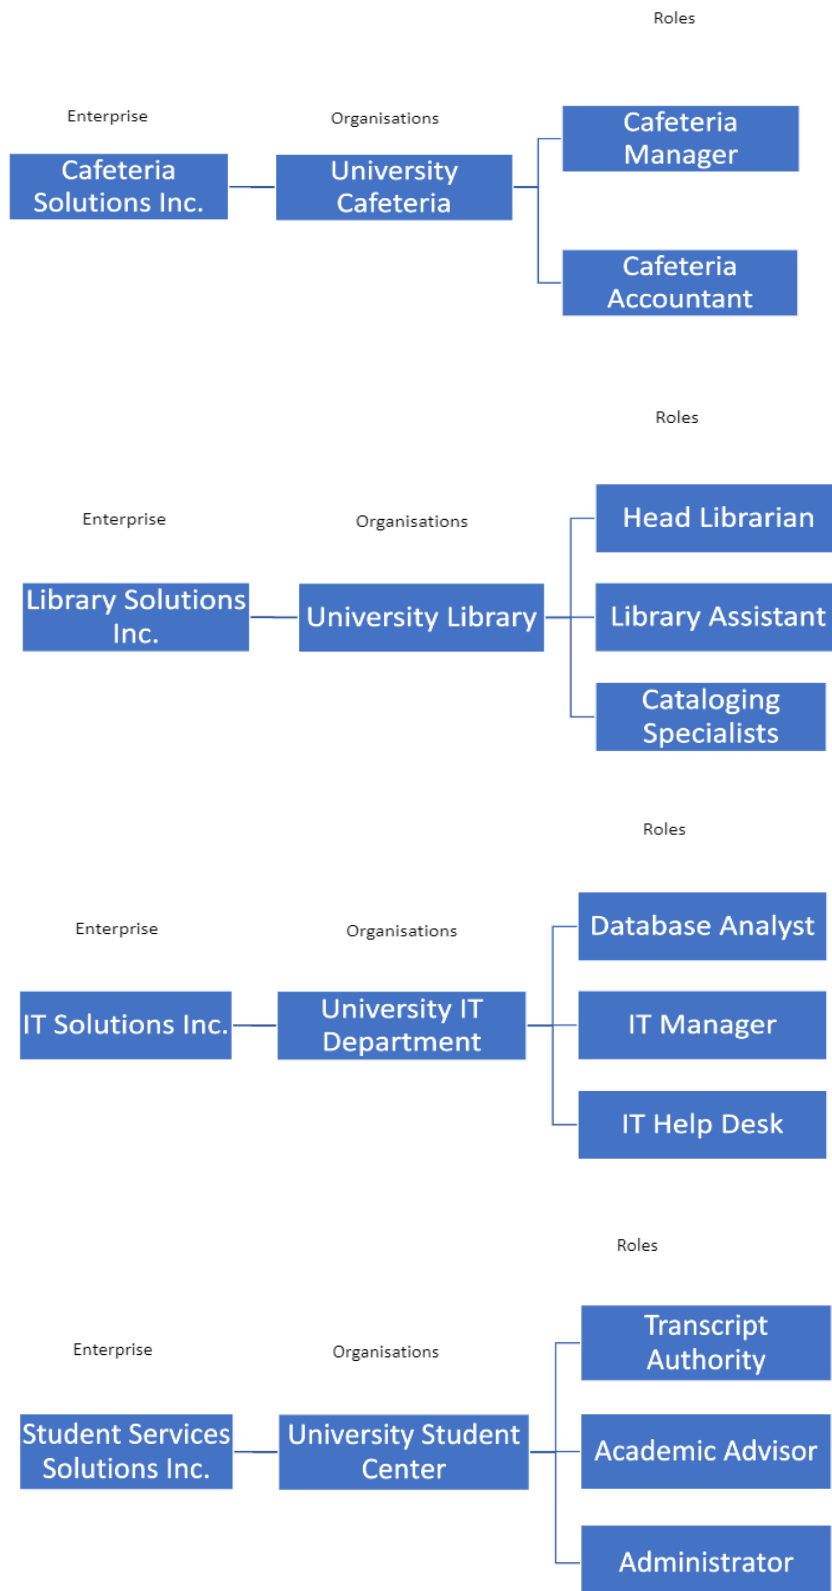 Roles
Enterprise
Organisations
Cafeteria
Solutions Inc.
University
Cafeteria
Cafeteria
Manager
Cafeteria
Accountant
Roles
Enterprise
Organisations
Library Solutions
Inc.
University Library
Head Librarian
Library Assistant
Cataloging
Specialists
Roles
Enterprise
Organisations
IT Solutions Inc.
University IT
Department
Database Analyst
IT Manager
IT Help Desk
Roles
Enterprise
Organisations
Student Services
Solutions Inc.
University Student
Center
Transcript
Authority
Academic Advisor
Administrator